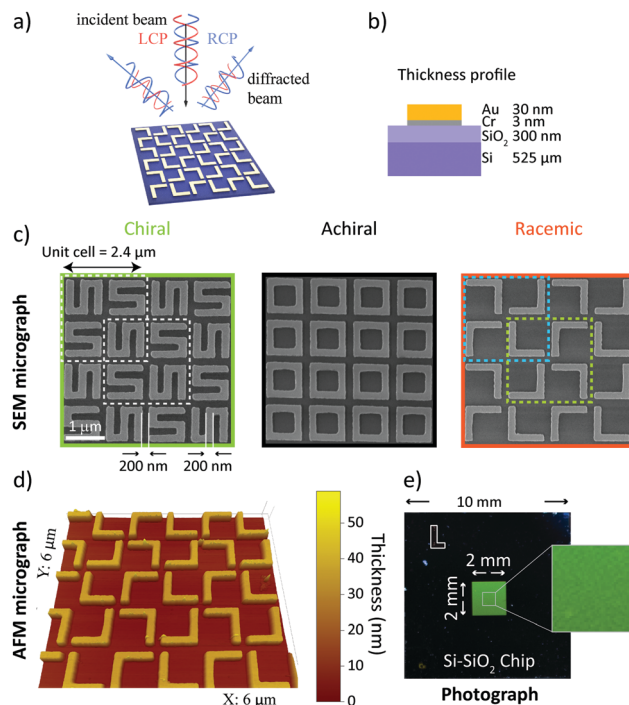 a)
incident beam
LCP
RCP
diffracted
beam
b)
Thickness profile
Au 30 nm
Cr 3 nm
SiO₂ 300 nm
Si 525 µm
c)
Chiral
Achiral
Racemic
Unit cell = 2.4 µm
SEM micrograph
1 µm
200 nm
200 nm
d)
AFM micrograph
Y: 6 µm
X: 6 µm
Thickness (nm)
50
40
30
20
10
0
e)
10 mm
L
2 mm
2 mm
Si-SiO₂ Chip
Photograph